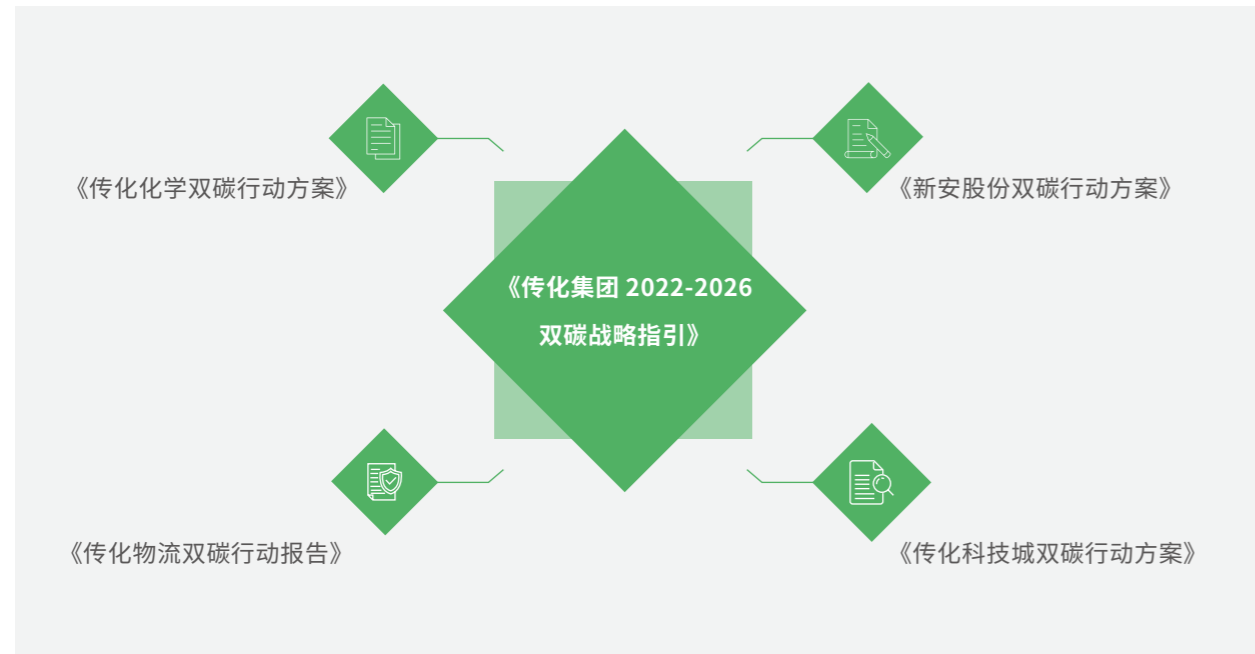 《传化化学双碳行动方案》
《新安股份双碳行动方案》
《传化集团 2022-2026
双碳战略指引》
《传化物流双碳行动报告》
《传化科技城双碳行动方案》